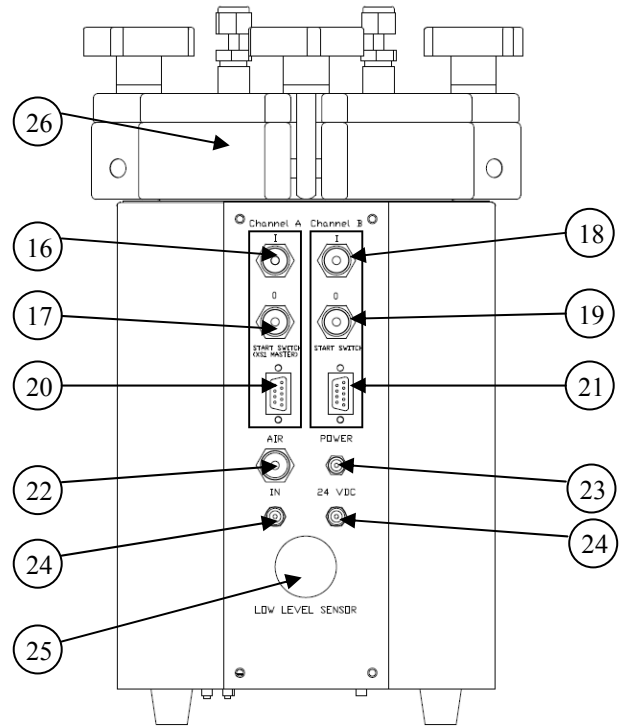 26
Channel A Channel B
I I
16 18
0 0
17 19
START SWITCH START SWITCH
(XS1 MASTER)
20 21
AIR POWER
22 23
IN 24 VDC
24 24
25
LOW LEVEL SENSOR